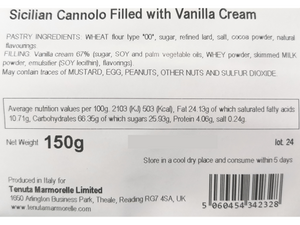 Sicilian Cannolo Filled with Vanilla Cream
PASTRY INGREDIENTS: WHEAT flour type "00", sugar, refined lard, salt, cocoa powder, natural
flavourings
FILLING: Vanilla cream 67% (sugar, SOY and palm vegetable oils, WHEY powder, skimmed MILK
powder, emulsifier (SOY lecithin), flavourings)
May contain traces of MUSTARD, EGG, PEANUTS, OTHER NUTS AND SULFUR DIOXIDE
Average nutrition values per 100g. 2103 (KJ) 503 (Kcal), Fat 24.13g of which saturated fatty acids
10.71g, Carbohydrates 66.35g of which sugars 25.93g, Protein 4.06g, salt 0.24g.
Net Weight 150g lot. 24
Store in a cool dry place and consume within 5 days
Produced in Italy for
Tenuta Marmorelle Limited
1650 Arlington Business Park, Theale, Reading RG7 4SA, UK
www.tenutamarmorelle.com
5 060454 342328